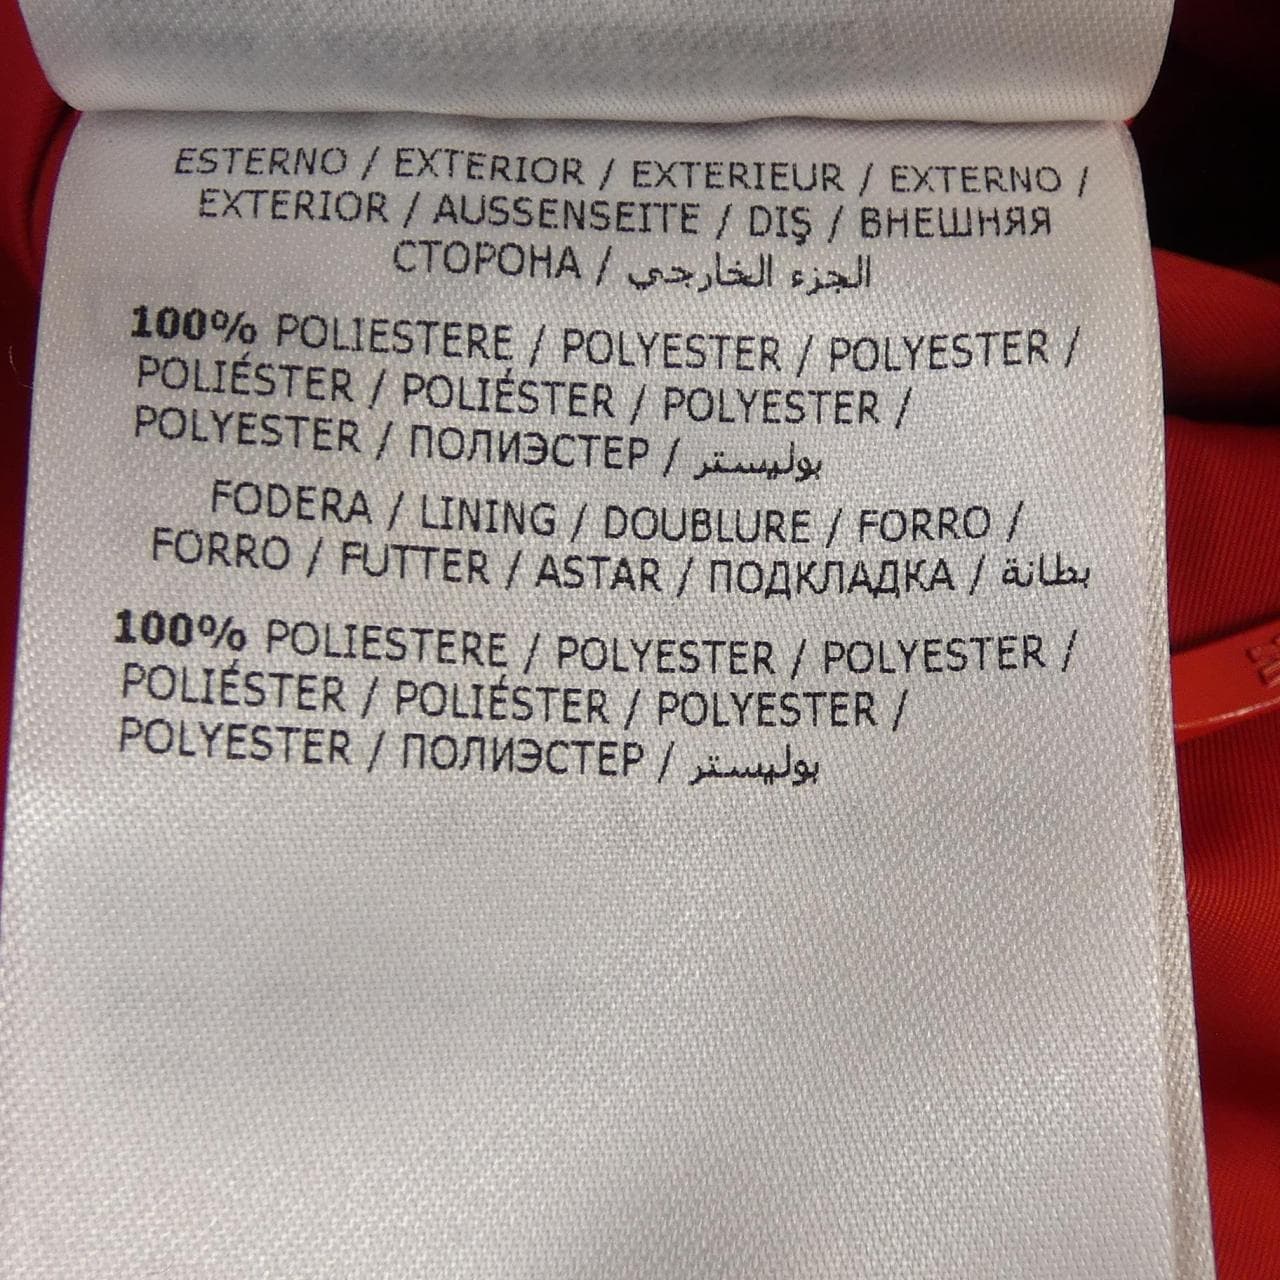 ESTERNO / EXTERIOR / EXTERIEUR / EXTERNO /
EXTERIOR / AUSSENSEITE / DIŞ / ВНЕШНЯЯ
СТОРОНА / الجزء الخارجي
100% POLIESTERE / POLYESTER / POLYESTER /
POLIÉSTER / POLIÉSTER / POLYESTER /
POLYESTER / ПОЛИЭСТЕР / بوليستر
FODERA / LINING / DOUBLURE / FORRO /
FORRO / FUTTER / ASTAR / ПОДКЛАДКА / بطانة
100% POLIESTERE / POLYESTER / POLYESTER /
POLIÉSTER / POLIÉSTER / POLYESTER /
POLYESTER / ПОЛИЭСТЕР / بوليستر